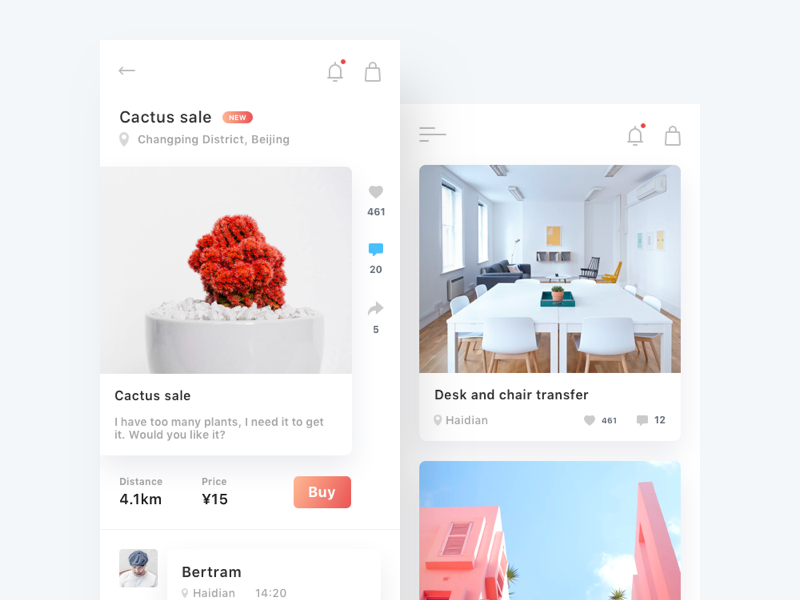 Cactus sale NEW
Changping District, Beijing
461
20
5
Cactus sale
I have too many plants, I need it to get
it. Would you like it?
Distance Price
4.1km ¥15 Buy
Bertram
Haidian 14:20
Desk and chair transfer
Haidian 461 12